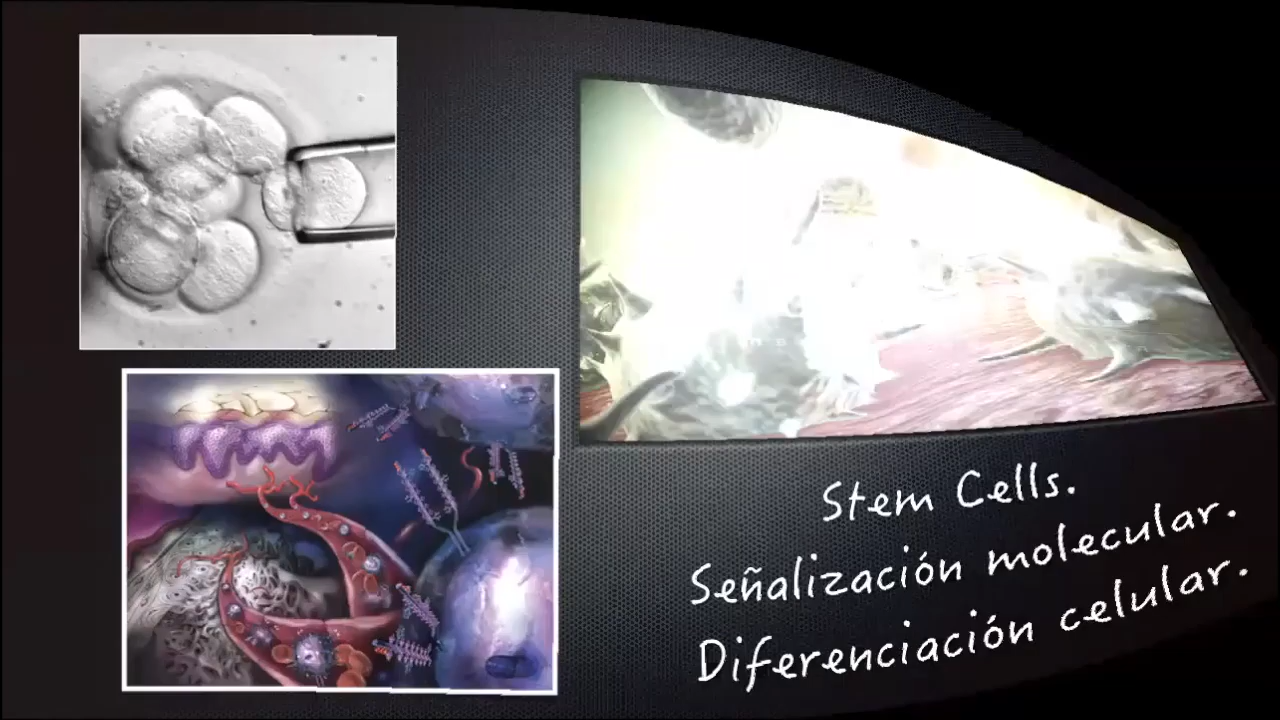 Stem Cells.
Señalización molecular.
Diferenciación celular.